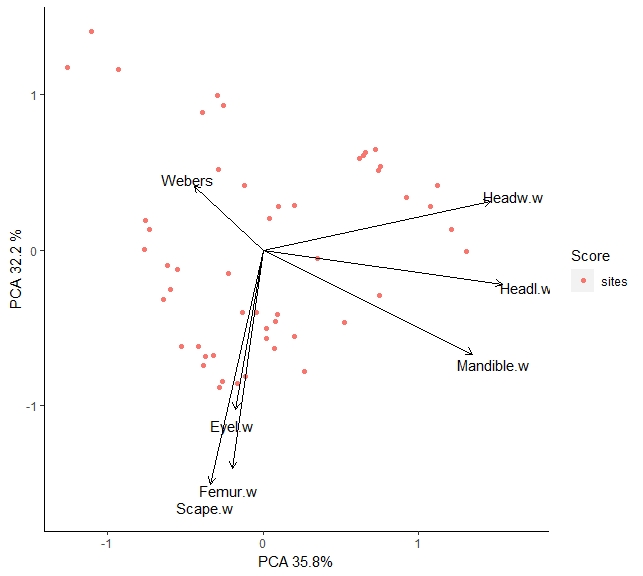 1
0
-1
PCA 32.2 %
Webers
Headw.w
Headl.w
Mandible.w
Eyel.w
Femur.w
Scape.w
-1
0
1
PCA 35.8%
Score
sites